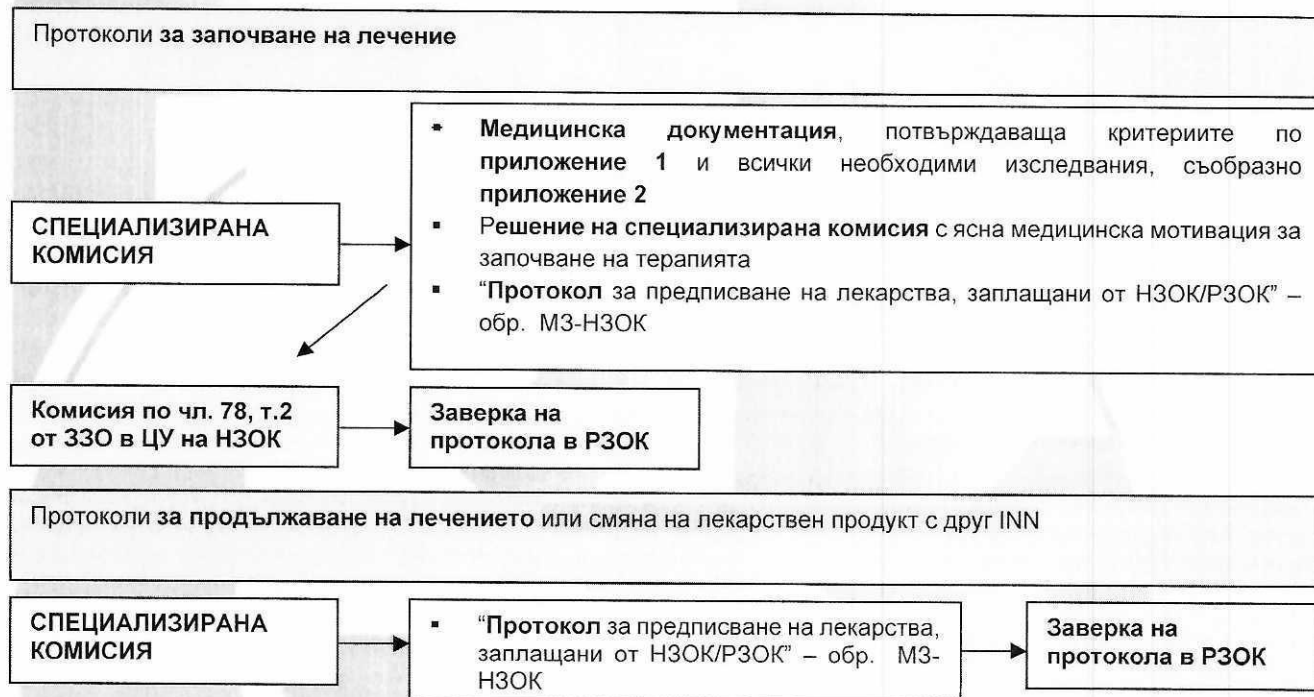 Протоколи за започване на лечение
▪ Медицинска документация, потвърждаваща критериите по
приложение 1 и всички необходими изследвания, съобразно
приложение 2
СПЕЦИАЛИЗИРАНА
КОМИСИЯ
▪ Решение на специализирана комисия с ясна медицинска мотивация за
започване на терапията
▪ “Протокол за предписване на лекарства, заплащани от НЗОК/РЗОК” –
обр. МЗ-НЗОК
Комисия по чл. 78, т.2
от ЗЗО в ЦУ на НЗОК
Заверка на
протокола в РЗОК
Протоколи за продължаване на лечението или смяна на лекарствен продукт с друг INN
СПЕЦИАЛИЗИРАНА
КОМИСИЯ
▪ “Протокол за предписване на лекарства,
заплащани от НЗОК/РЗОК” – обр. МЗ-
НЗОК
Заверка на
протокола в РЗОК